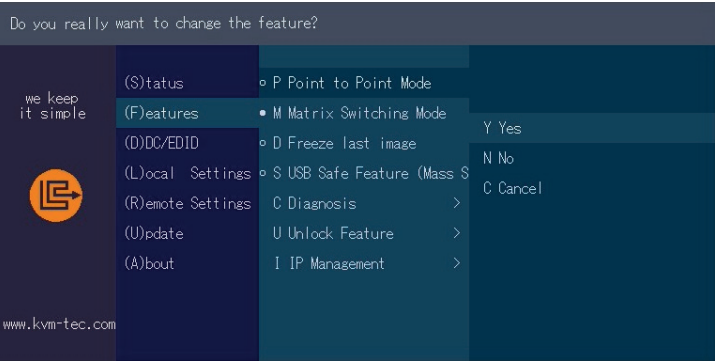 Do you really want to change the feature?
we keep
it simple
www.kvm-tec.com
(S)tatus
(F)eatures
(D)DC/EDID
(L)ocal Settings
(R)emote Settings
(U)pdate
(A)bout
P Point to Point Mode
M Matrix Switching Mode
D Freeze last image
S USB Safe Feature (Mass S
C Diagnosis >
U Unlock Feature >
I IP Management >
Y Yes
N No
C Cancel